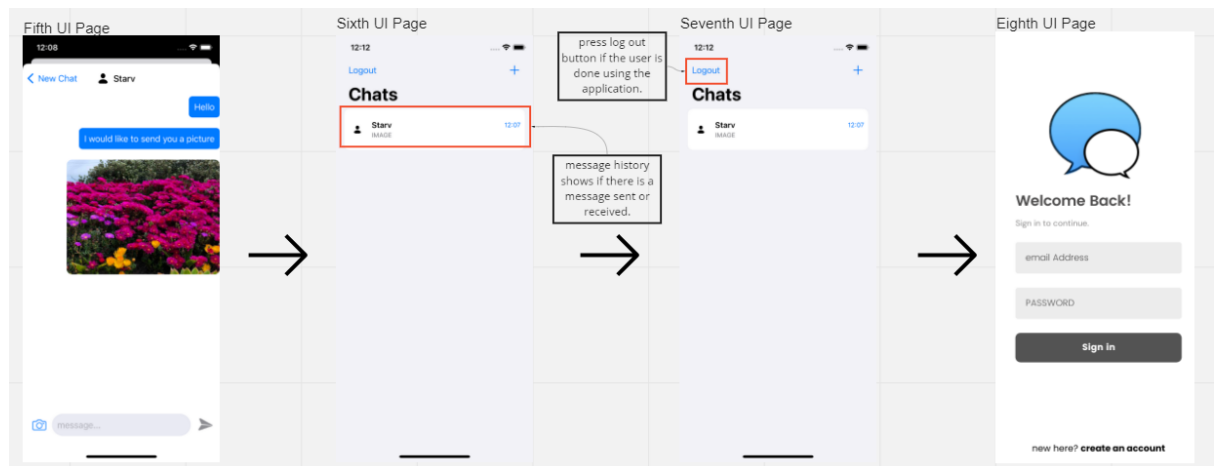 Fifth UI Page
12:08
New Chat
Starv
Hello
I would like to send you a picture
message...
Sixth UI Page
12:12
Logout
+
Chats
Starv
12:07
IMAGE
press log out
button if the user is
done using the
application.
message history
shows if there is a
message sent or
received.
Seventh UI Page
12:12
Logout
+
Chats
Starv
12:07
IMAGE
Eighth UI Page
Welcome Back!
Sign in to continue.
email Address
PASSWORD
Sign in
new here? create an account